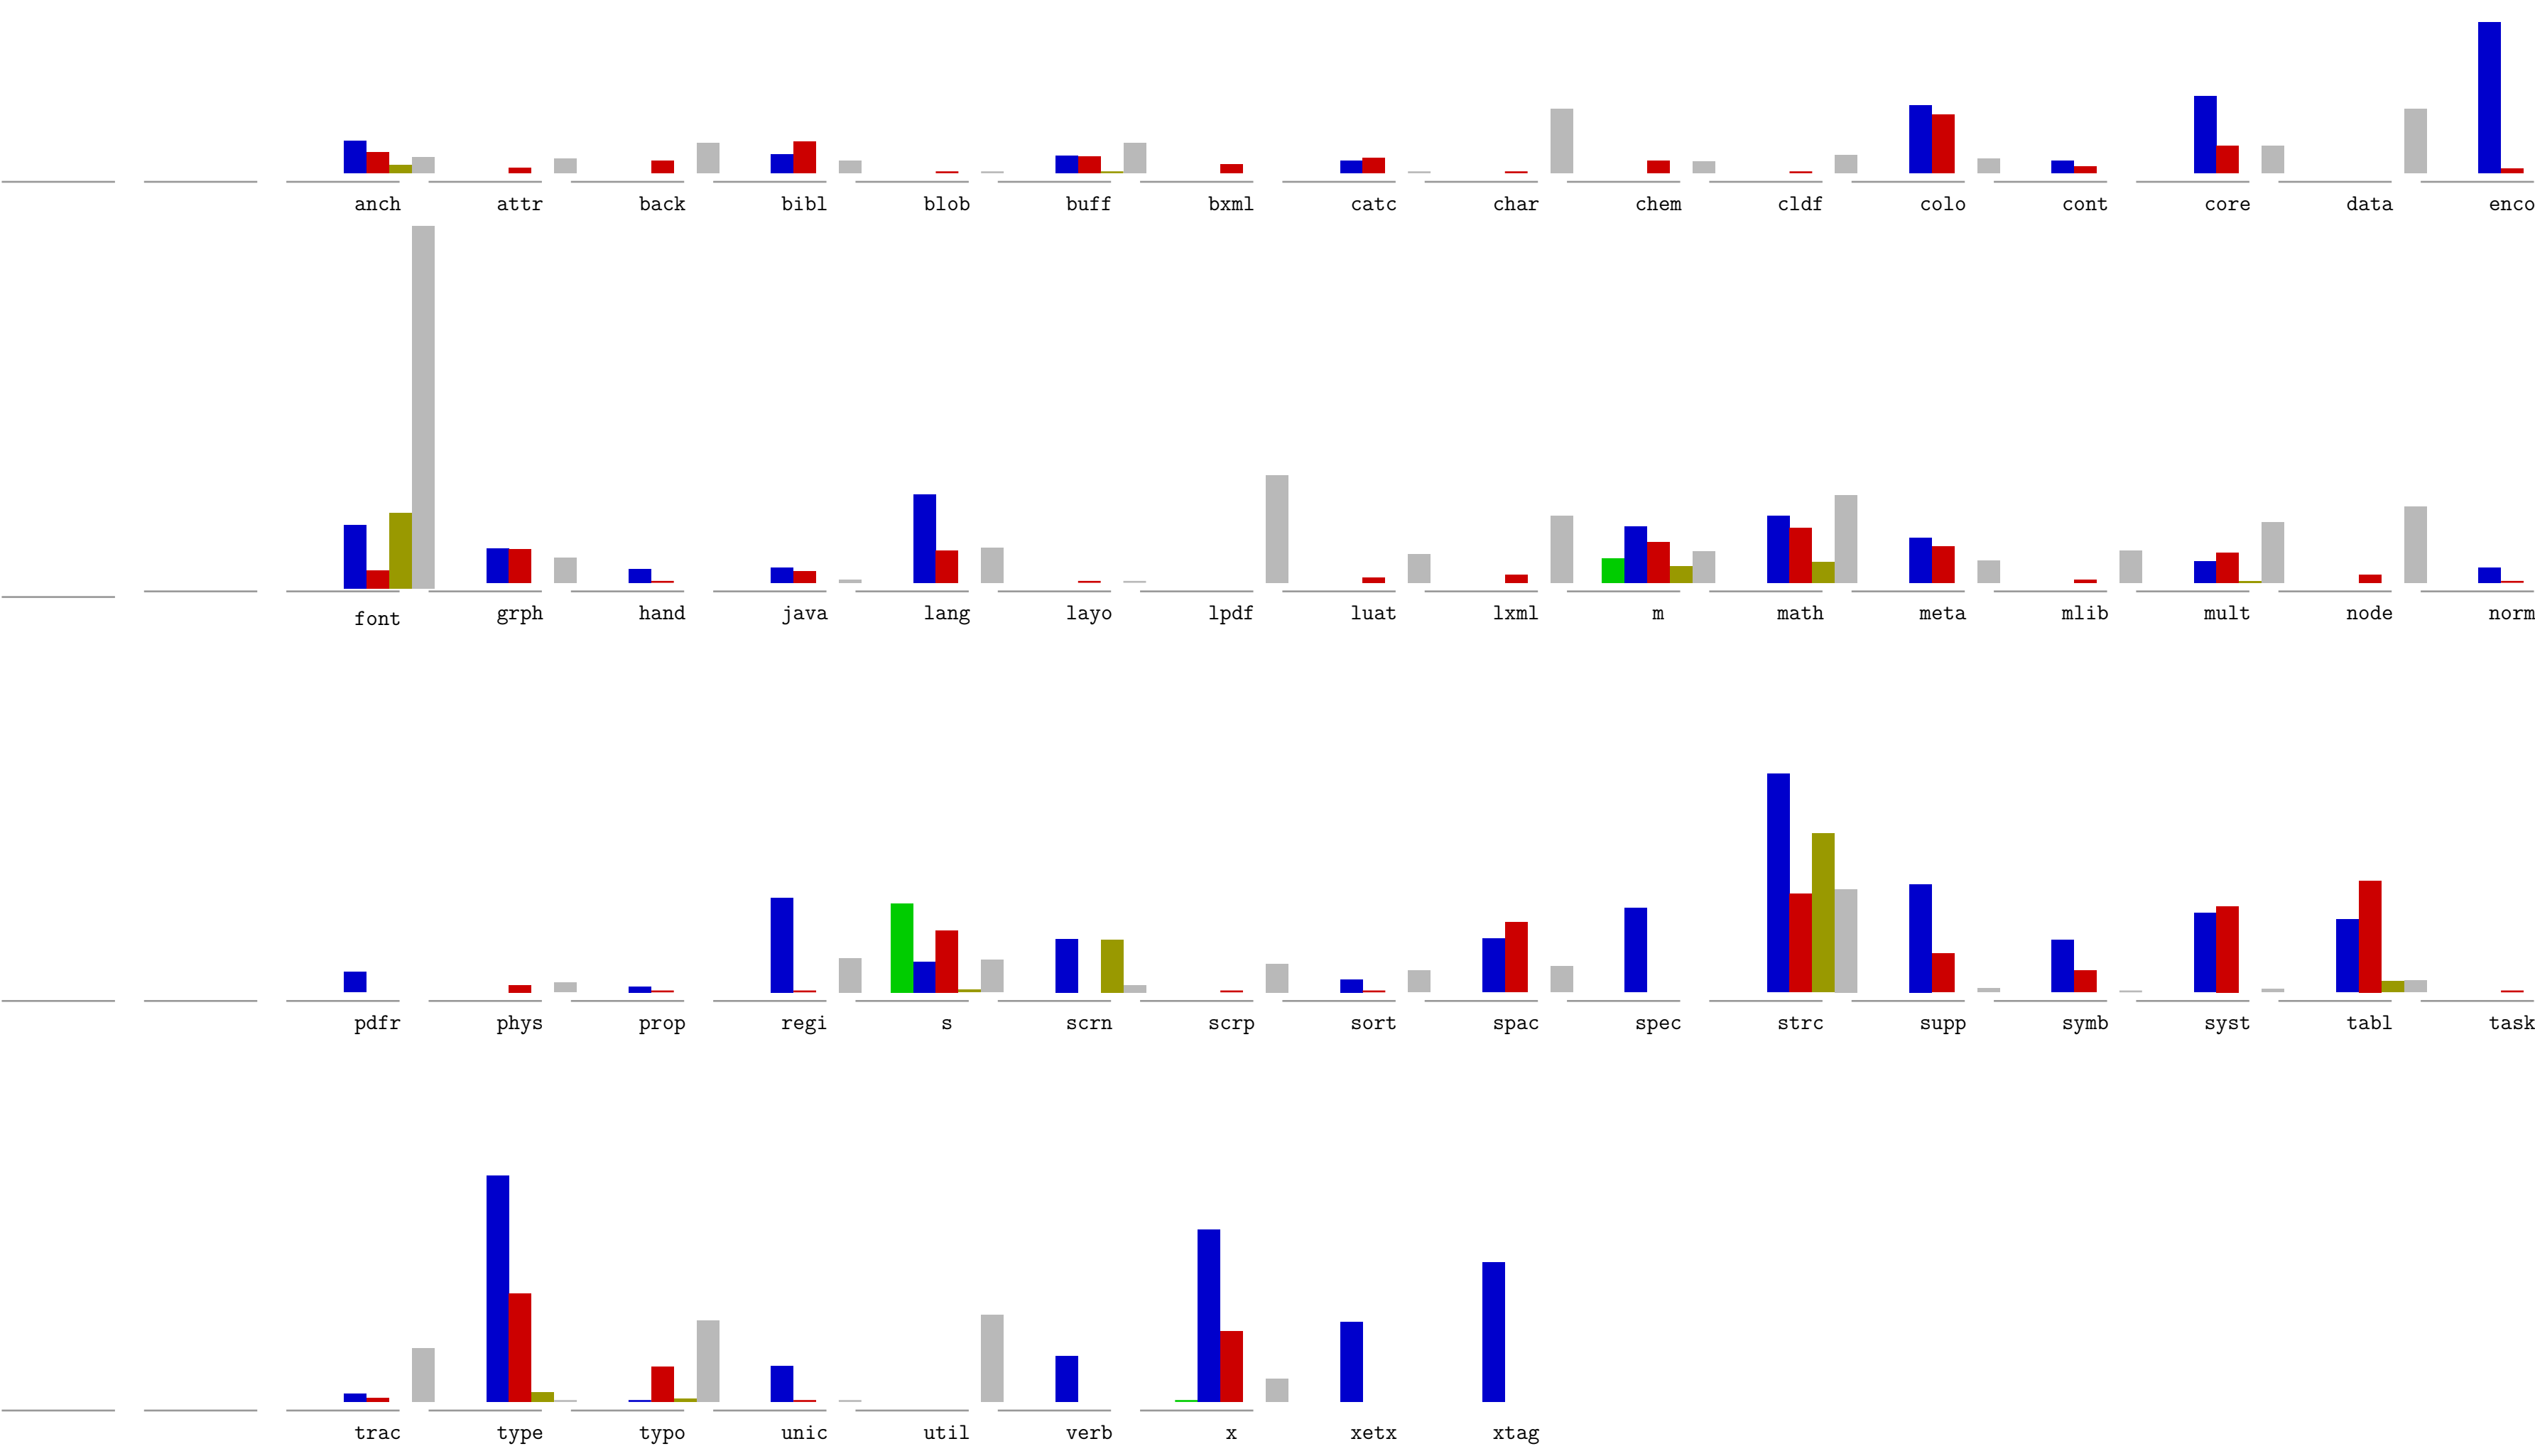 anch attr back bibl blob buff bxml catc char chem cldf colo cont core data enco
font grph hand java lang layo lpdf luat lxml m math meta mlib mult node norm
pdfr phys prop regi s scrn scrp sort spac spec strc supp symb syst tabl task
trac type typo unic util verb x xetx xtag